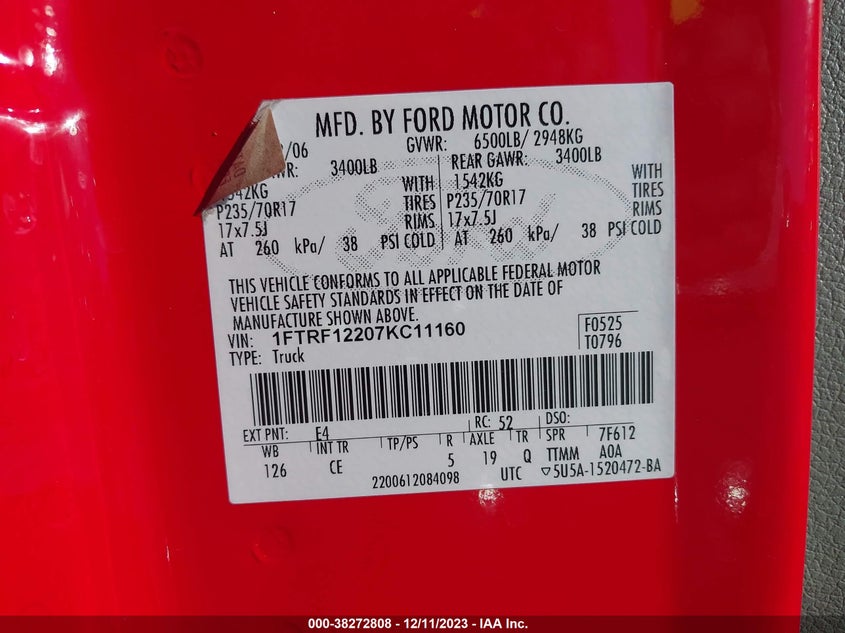 MFD. BY FORD MOTOR CO.
/06 GVWR: 6500LB/ 2948KG
WR: 3400LB REAR GAWR: 3400LB
1542KG WITH 1542KG WITH
P235/70R17 TIRES P235/70R17 TIRES
17x7.5J RIMS 17x7.5J RIMS
AT 260 kPa/ 38 PSI COLD AT 260 kPa/ 38 PSI COLD
THIS VEHICLE CONFORMS TO ALL APPLICABLE FEDERAL MOTOR
VEHICLE SAFETY STANDARDS IN EFFECT ON THE DATE OF
MANUFACTURE SHOWN ABOVE.
VIN: 1FTRF12207KC11160 F0525
TYPE: Truck T0796
EXT PNT: E4 RC: 52 DSO:
WB INT TR TP/PS R AXLE TR SPR 7F612
126 CE 5 19 Q TTMM A0A
2200612084098 UTC ▽5U5A-1520472-BA
000-38272808 - 12/11/2023 - IAA Inc.